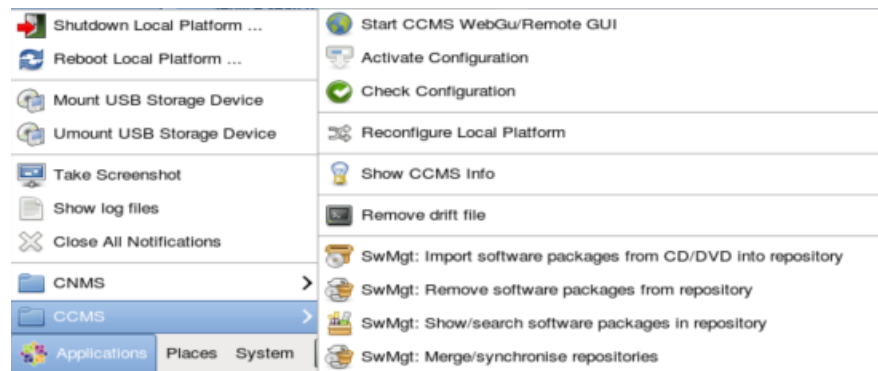 Shutdown Local Platform ...
Reboot Local Platform ...
Mount USB Storage Device
Umount USB Storage Device
Take Screenshot
Show log files
Close All Notifications
CNMS
CCMS
Applications Places System
Start CCMS WebGu/Remote GUI
Activate Configuration
Check Configuration
Reconfigure Local Platform
Show CCMS Info
Remove drift file
SwMgt: Import software packages from CD/DVD into repository
SwMgt: Remove software packages from repository
SwMgt: Show/search software packages in repository
SwMgt: Merge/synchronise repositories